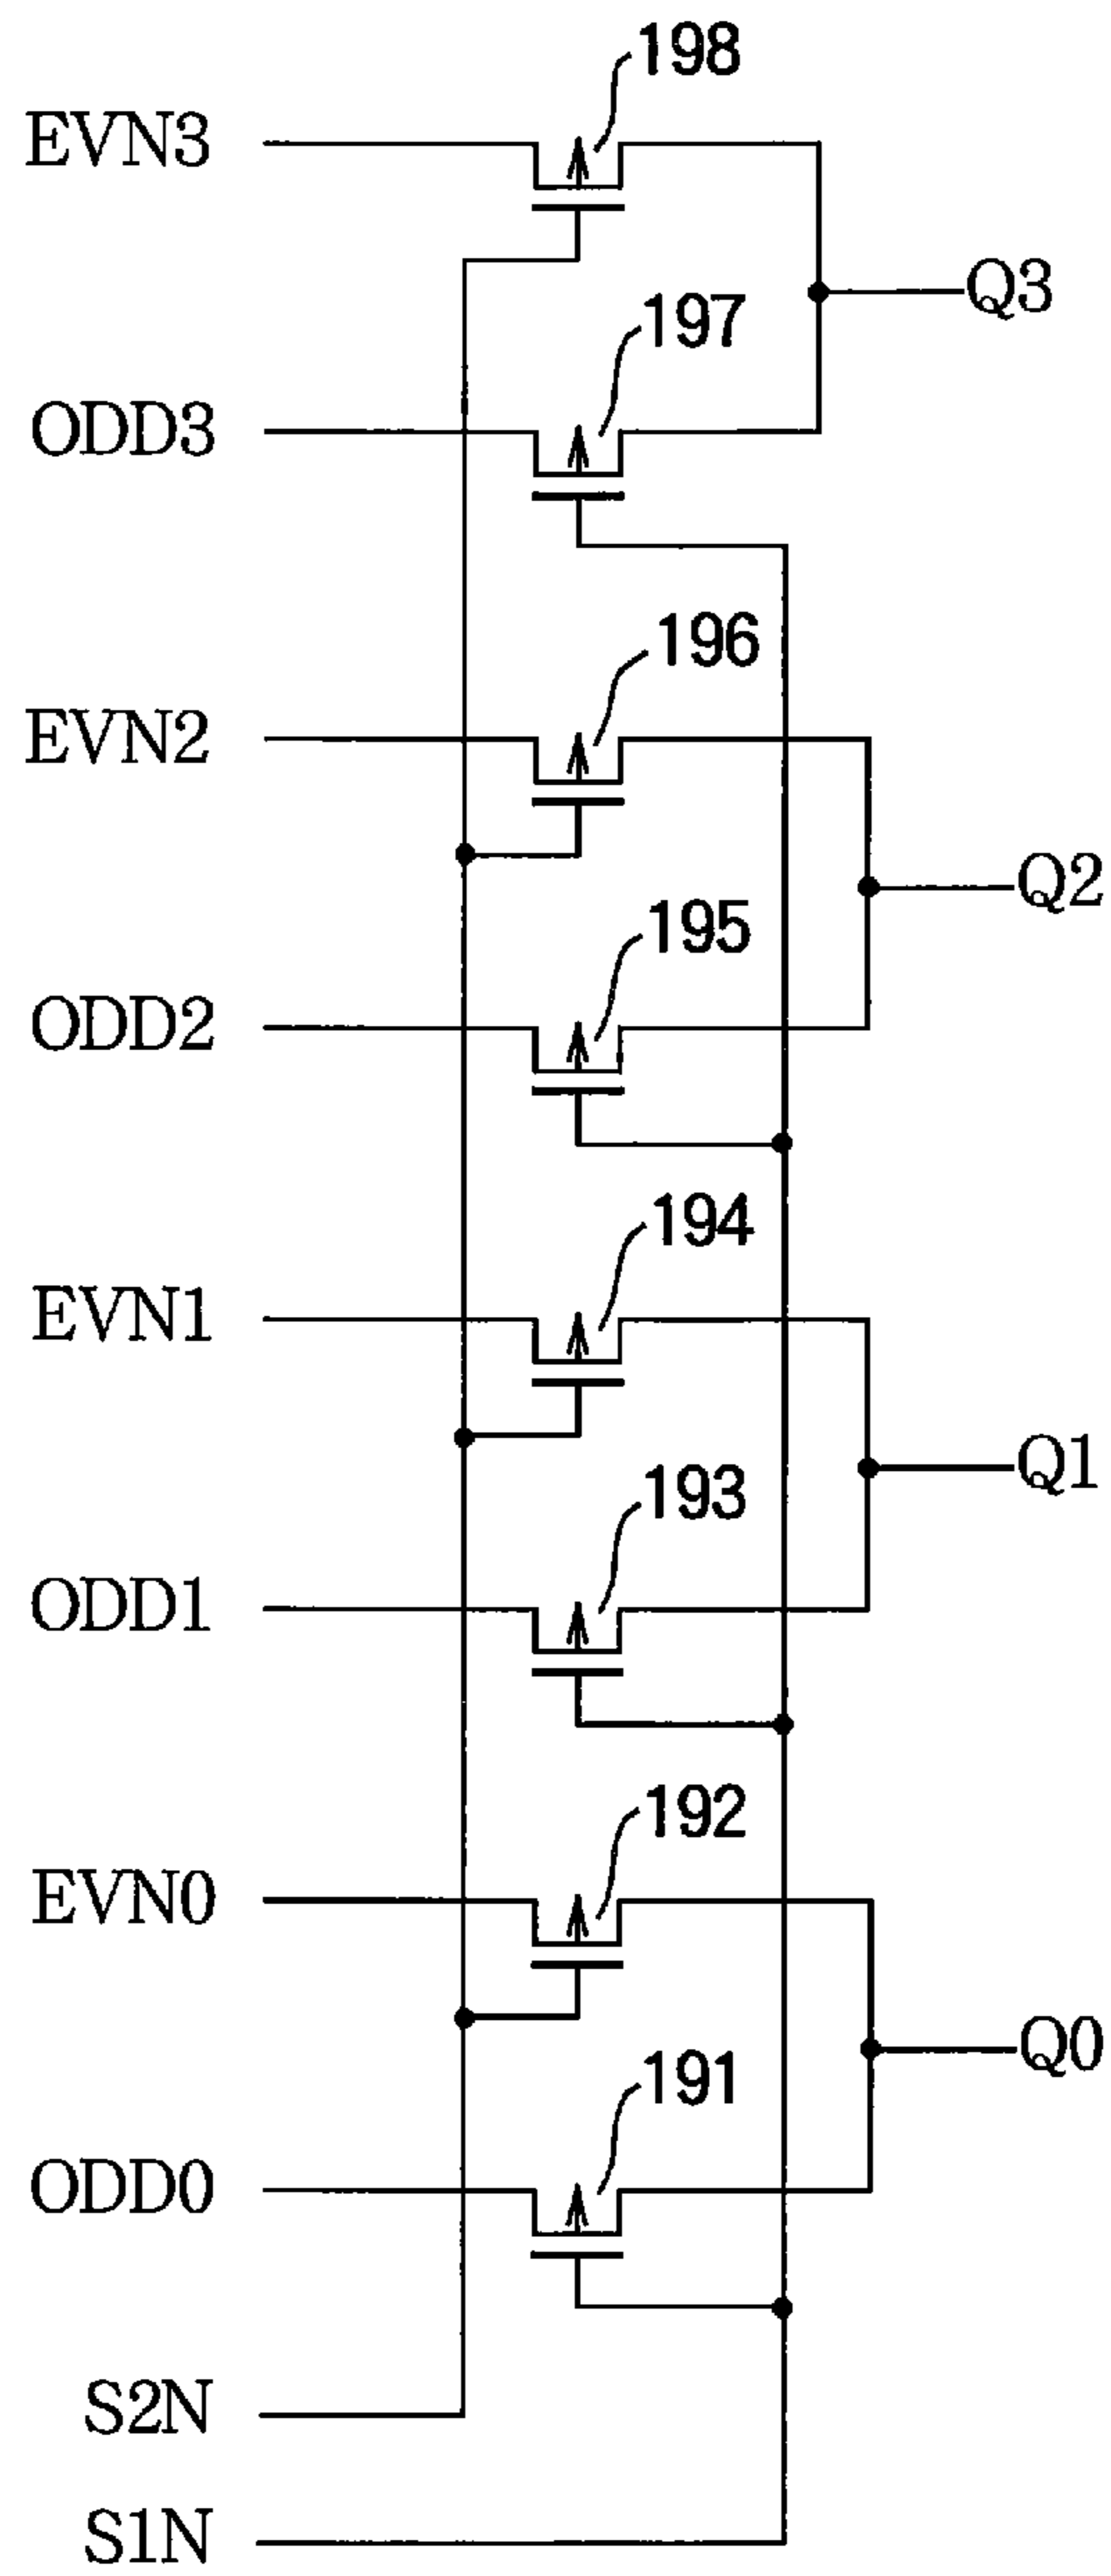 198
EVN3
Q3
197
ODD3
196
EVN2
Q2
195
ODD2
194
EVN1
Q1
193
ODD1
192
EVN0
Q0
191
ODD0
S2N
S1N